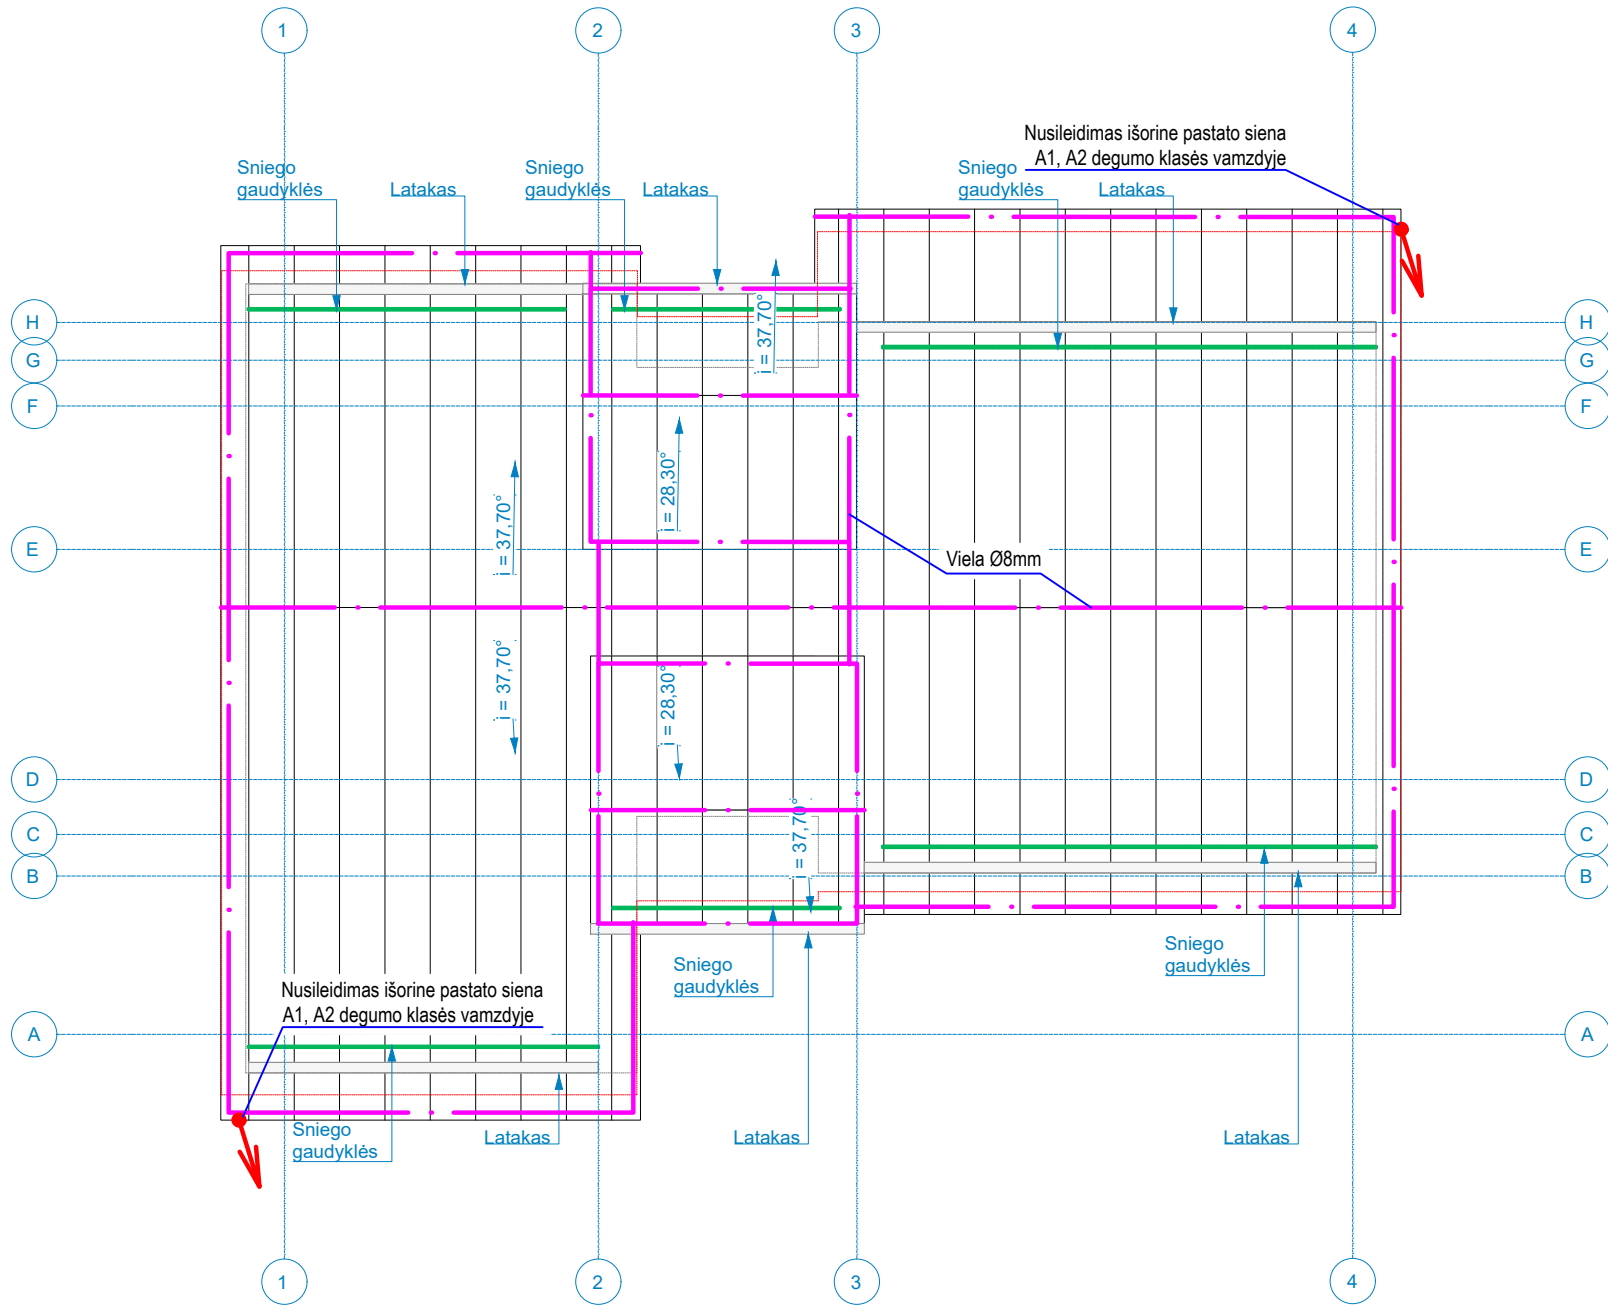 1
2
3
4
Nusileidimas išorine pastato siena
A1, A2 degumo klasės vamzdyje
Sniego
gaudyklės
Latakas
Sniego
gaudyklės
Latakas
Sniego
gaudyklės
Latakas
H
H
G
G
F
F
E
E
i = 37,70°
i = 28,30°
i = 37,70°
Viela Ø8mm
i = 37,70°
i = 28,30°
i = 37,70°
D
D
C
C
B
B
A
A
Sniego
gaudyklės
Sniego
gaudyklės
Nusileidimas išorine pastato siena
A1, A2 degumo klasės vamzdyje
Sniego
gaudyklės
Latakas
Latakas
Latakas
1
2
3
4